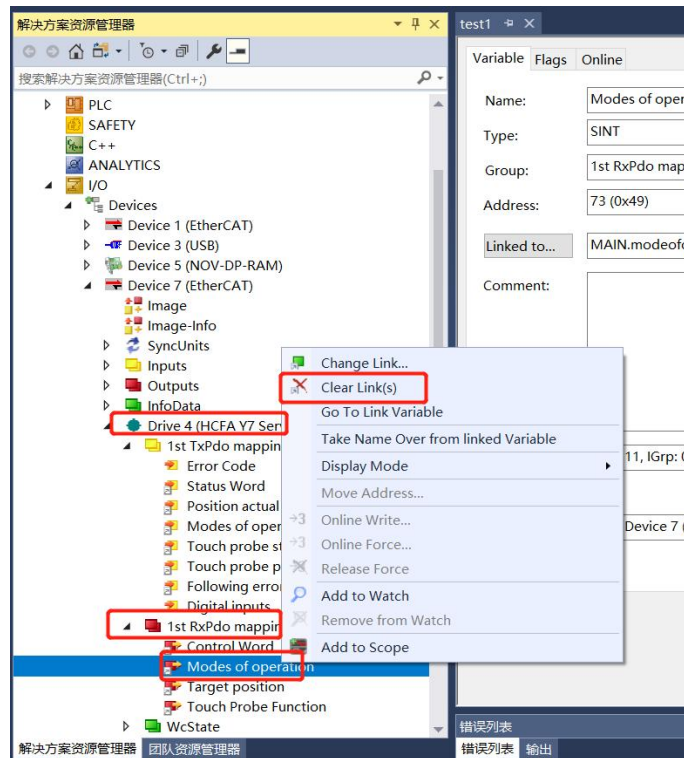 解决方案资源管理器
搜索解决方案资源管理器(Ctrl+;)
PLC
SAFETY
C++
ANALYTICS
I/O
Devices
Device 1 (EtherCAT)
Device 3 (USB)
Device 5 (NOV-DP-RAM)
Device 7 (EtherCAT)
Image
Image-Info
SyncUnits
Inputs
Outputs
InfoData
Drive 4 (HCFA Y7 Ser
1st TxPdo mappin
Error Code
Status Word
Position actual
Modes of oper
Touch probe st
Touch probe p
Following erro
Digital inputs
1st RxPdo mappin
Control Word
Modes of operation
Target position
Touch Probe Function
WcState
解决方案资源管理器 团队资源管理器
Change Link...
Clear Link(s)
Go To Link Variable
Take Name Over from linked Variable
Display Mode
Move Address...
Online Write...
Online Force...
Release Force
Add to Watch
Remove from Watch
Add to Scope
test1
Variable Flags Online
Name: Modes of oper
Type: SINT
Group: 1st RxPdo map
Address: 73 (0x49)
Linked to... MAIN.modeofo
Comment:
11, IGrp: 0
Device 7 (
错误列表
错误列表 输出